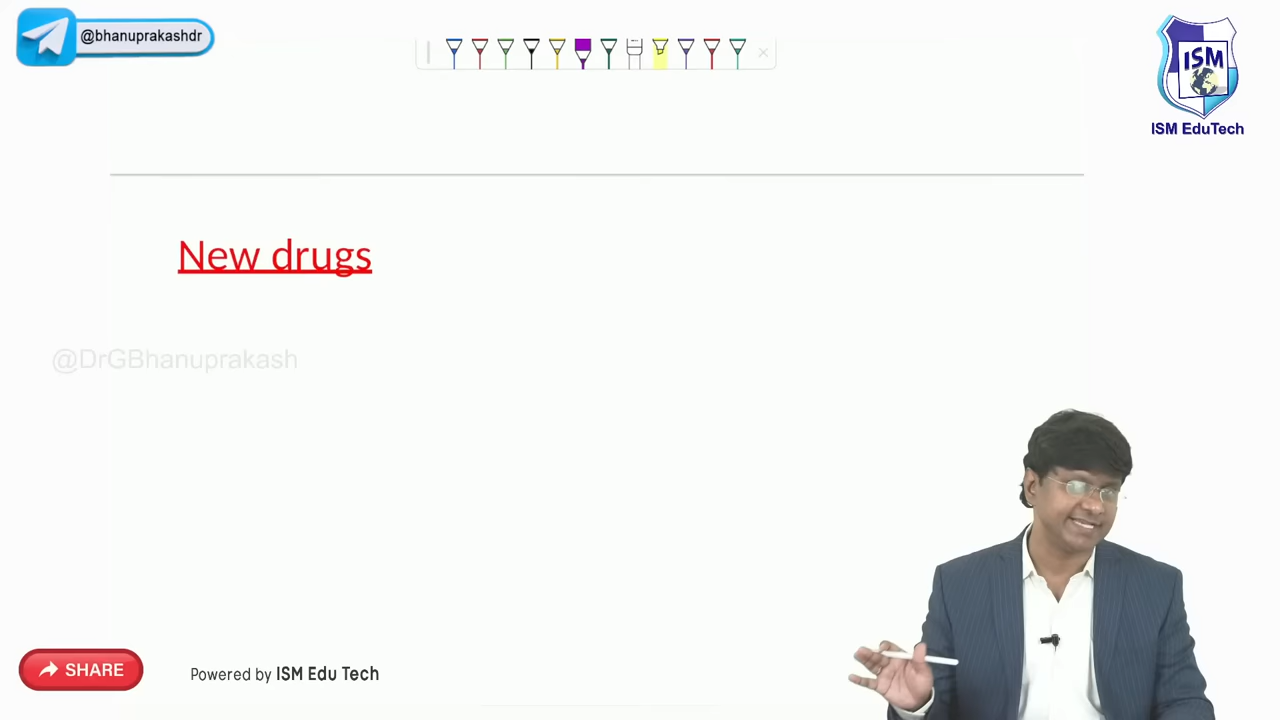 @bhanuprakashdr
ISM
ISM EduTech
New drugs
@DrGBhanuprakash
SHARE
Powered by ISM Edu Tech